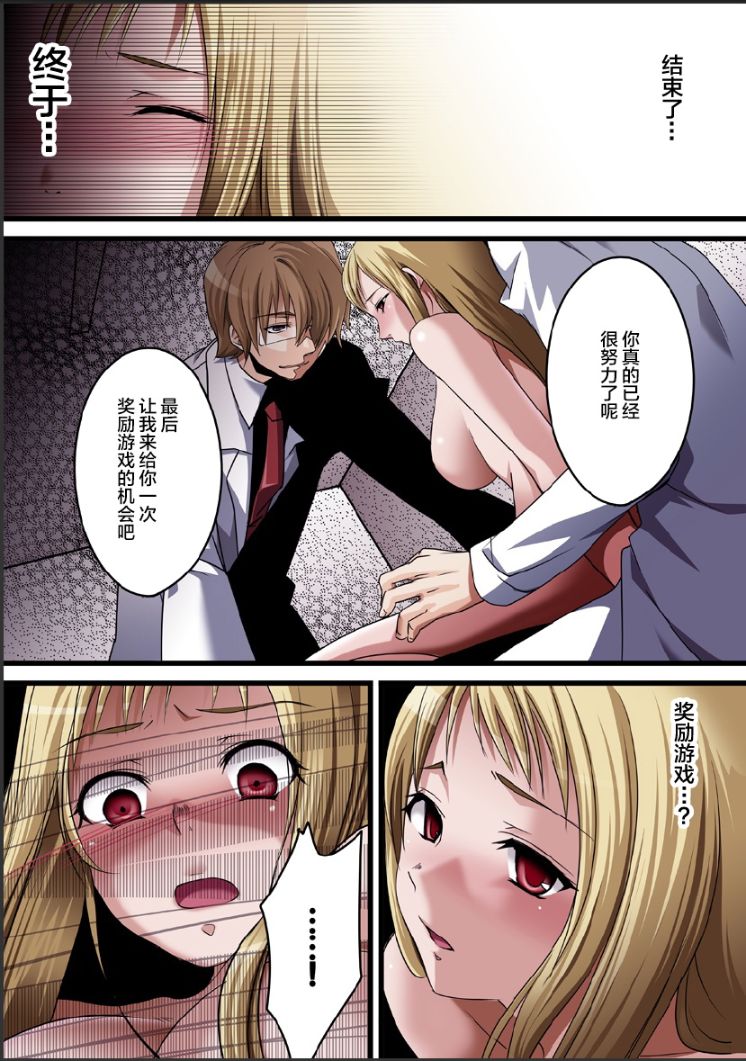 结束了…
终于…
你真的已经
很努力了呢
最后
让我来给你一次
奖励游戏的机会吧
奖励游戏…?
……!